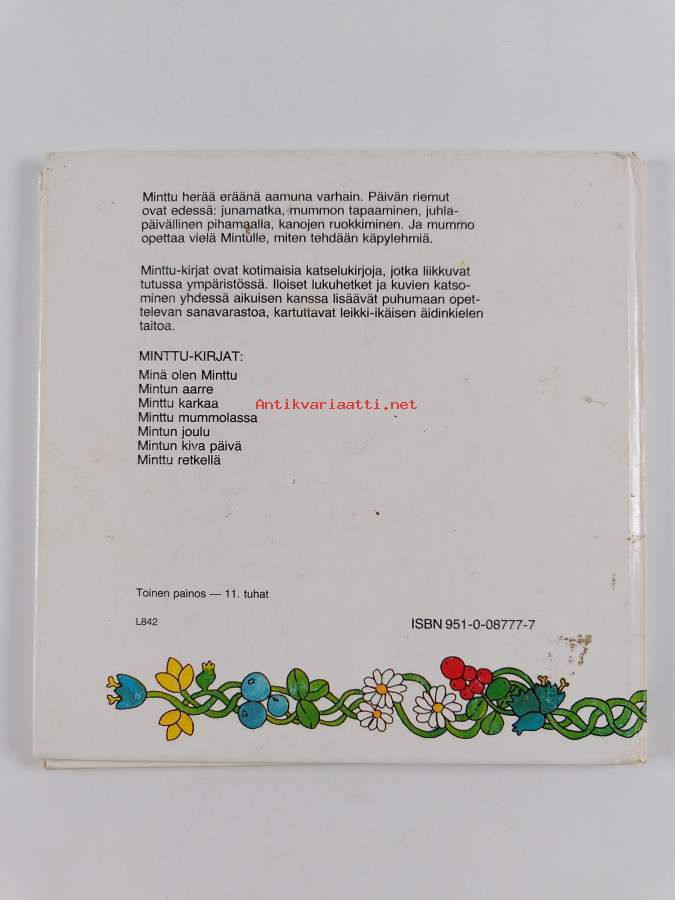 Minttu herää eräänä aamuna varhain. Päivän riemut
ovat edessä: junamatka, mummon tapaaminen, juhla-
päivällinen pihamaalla, kanojen ruokkiminen. Ja mummo
opettaa vielä Mintulle, miten tehdään käpylehmiä.
Minttu-kirjat ovat kotimaisia katselukirjoja, jotka liikkuvat
tutussa ympäristössä. Iloiset lukuhetket ja kuvien katso-
minen yhdessä aikuisen kanssa lisäävät puhumaan opet-
televan sanavarastoa, kartuttavat leikki-ikäisen äidinkielen
taitoa.
MINTTU-KIRJAT:
Minä olen Minttu
Mintun aarre
Minttu karkaa
Antikvariaatti.net
Minttu mummolassa
Mintun joulu
Mintun kiva päivä
Minttu retkellä
Toinen painos — 11. tuhat
L842
ISBN 951-0-08777-7